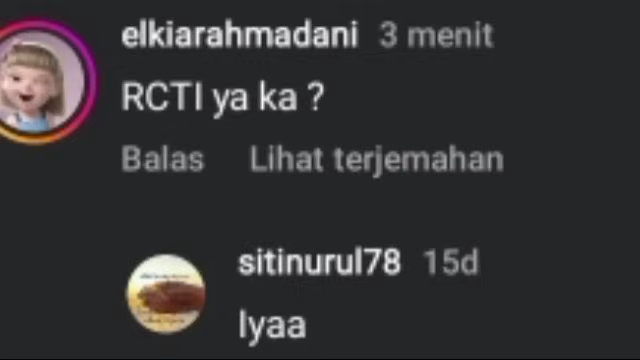 elkiarahmadani 3 menit
RCTI ya ka ?
Balas Lihat terjemahan
sitinurul78 15d
Iyaa